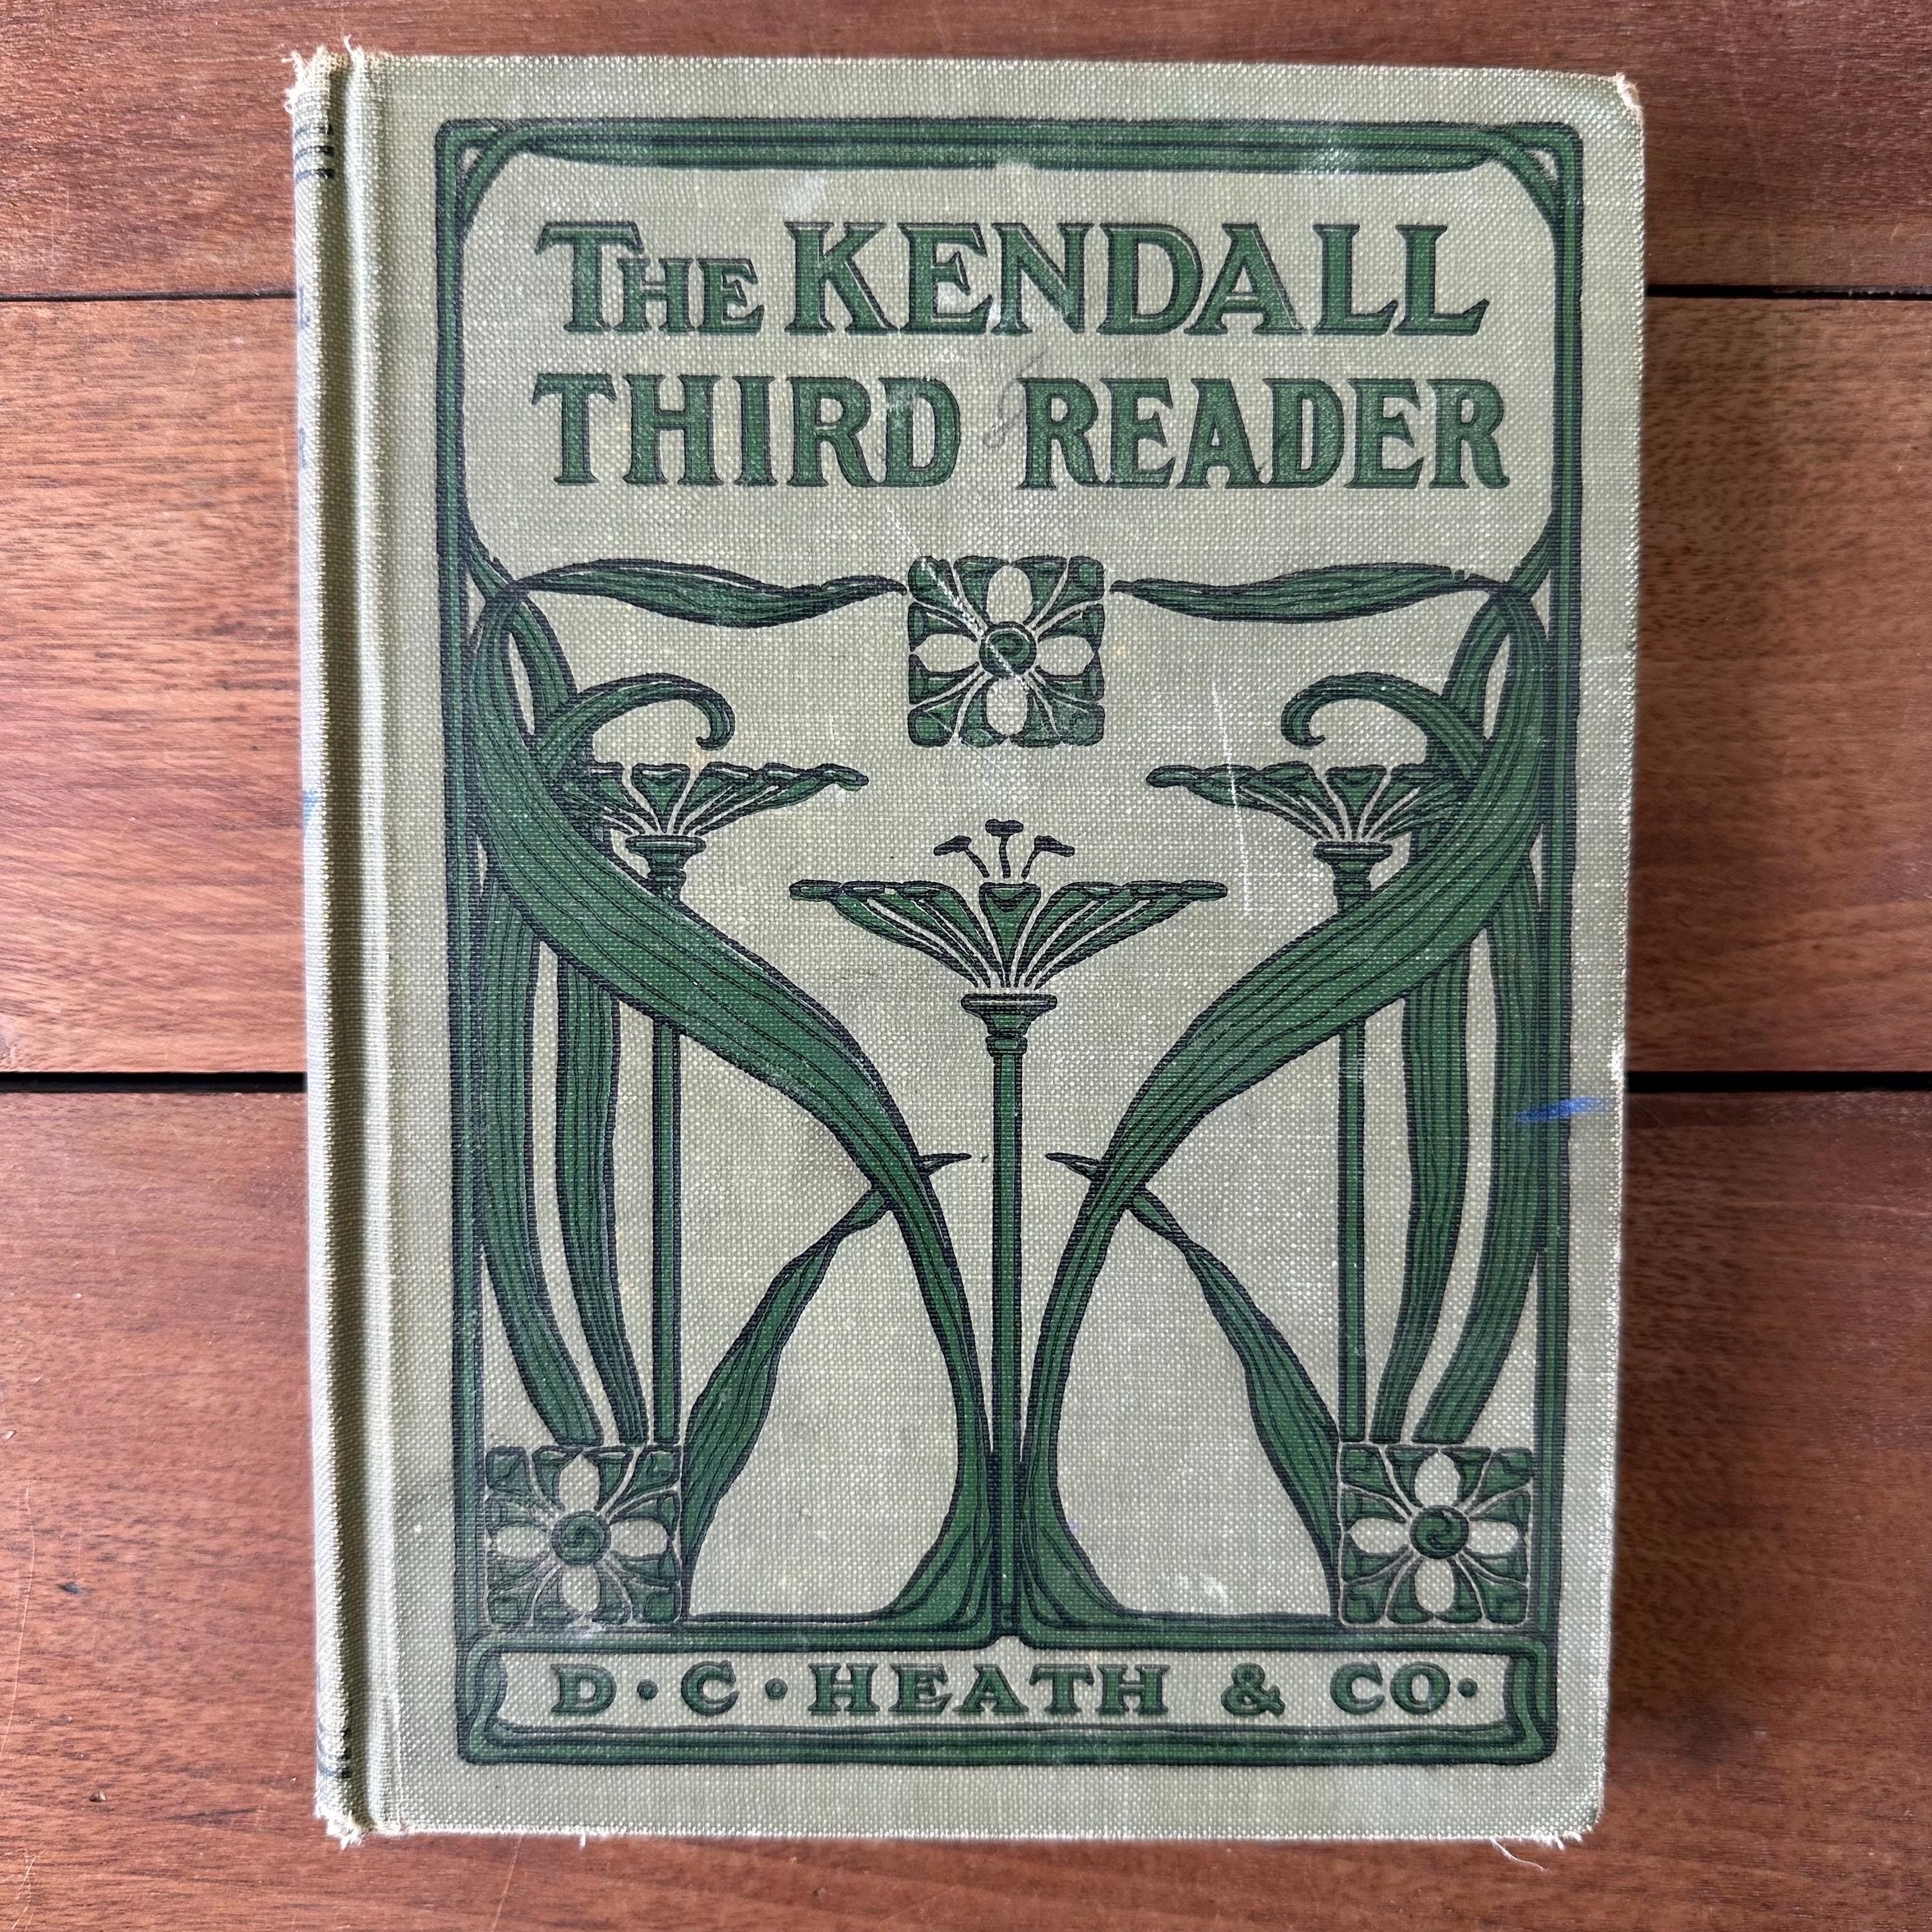 THE KENDALL
THIRD READER
D·C·HEATH & CO·